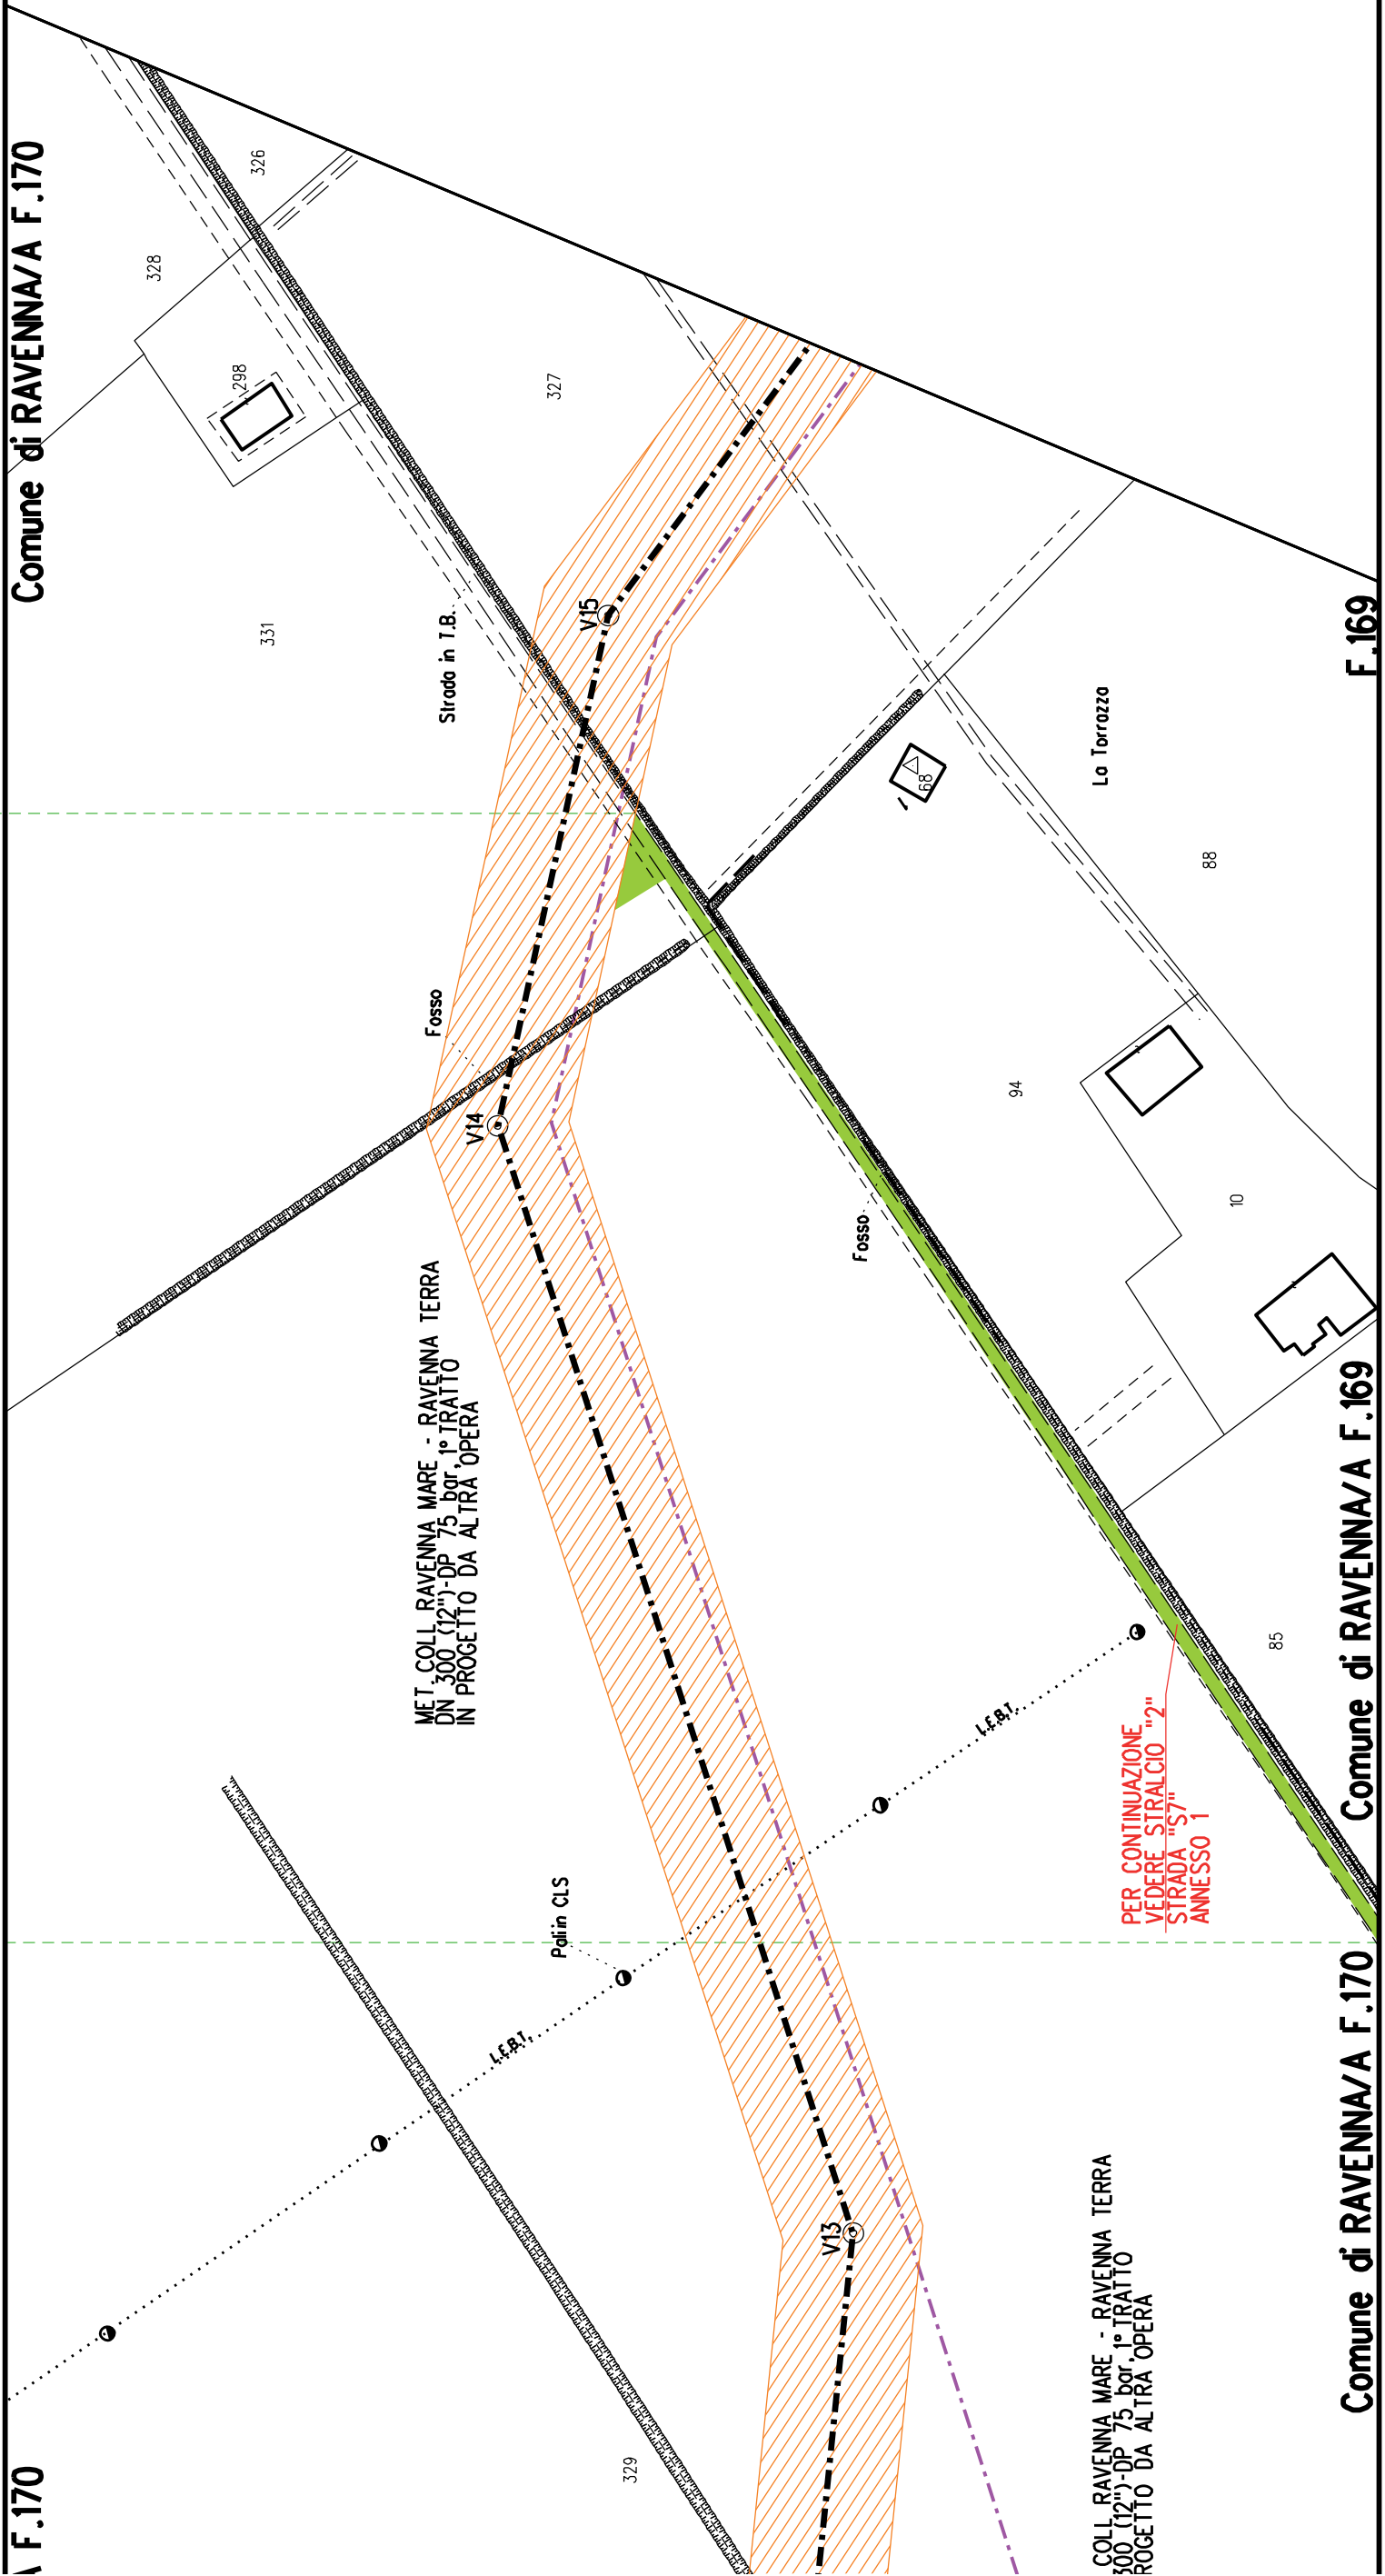 Comune di RAVENNA/A F.170
326
328
298
327
331
Strada in T.B.
V15
F.169
La Torrazza
68
88
Fosso
V14
94
10
Fosso
MET. COLL. RAVENNA MARE - RAVENNA TERRA
DN 300 (12")-DP 75 bar, 1° TRATTO
IN PROGETTO DA ALTRA OPERA
Comune di RAVENNA/A F.169
85
L.E.B.T.
PER CONTINUAZIONE
VEDERE STRALCIO "2"
STRADA "S7"
ANNESSO 1
Pali in CLS
L.E.B.T.
Comune di RAVENNA/A F.170
V13
COLL. RAVENNA MARE - RAVENNA TERRA
300 (12")-DP 75 bar, 1° TRATTO
ROGETTO DA ALTRA OPERA
329
A F.170